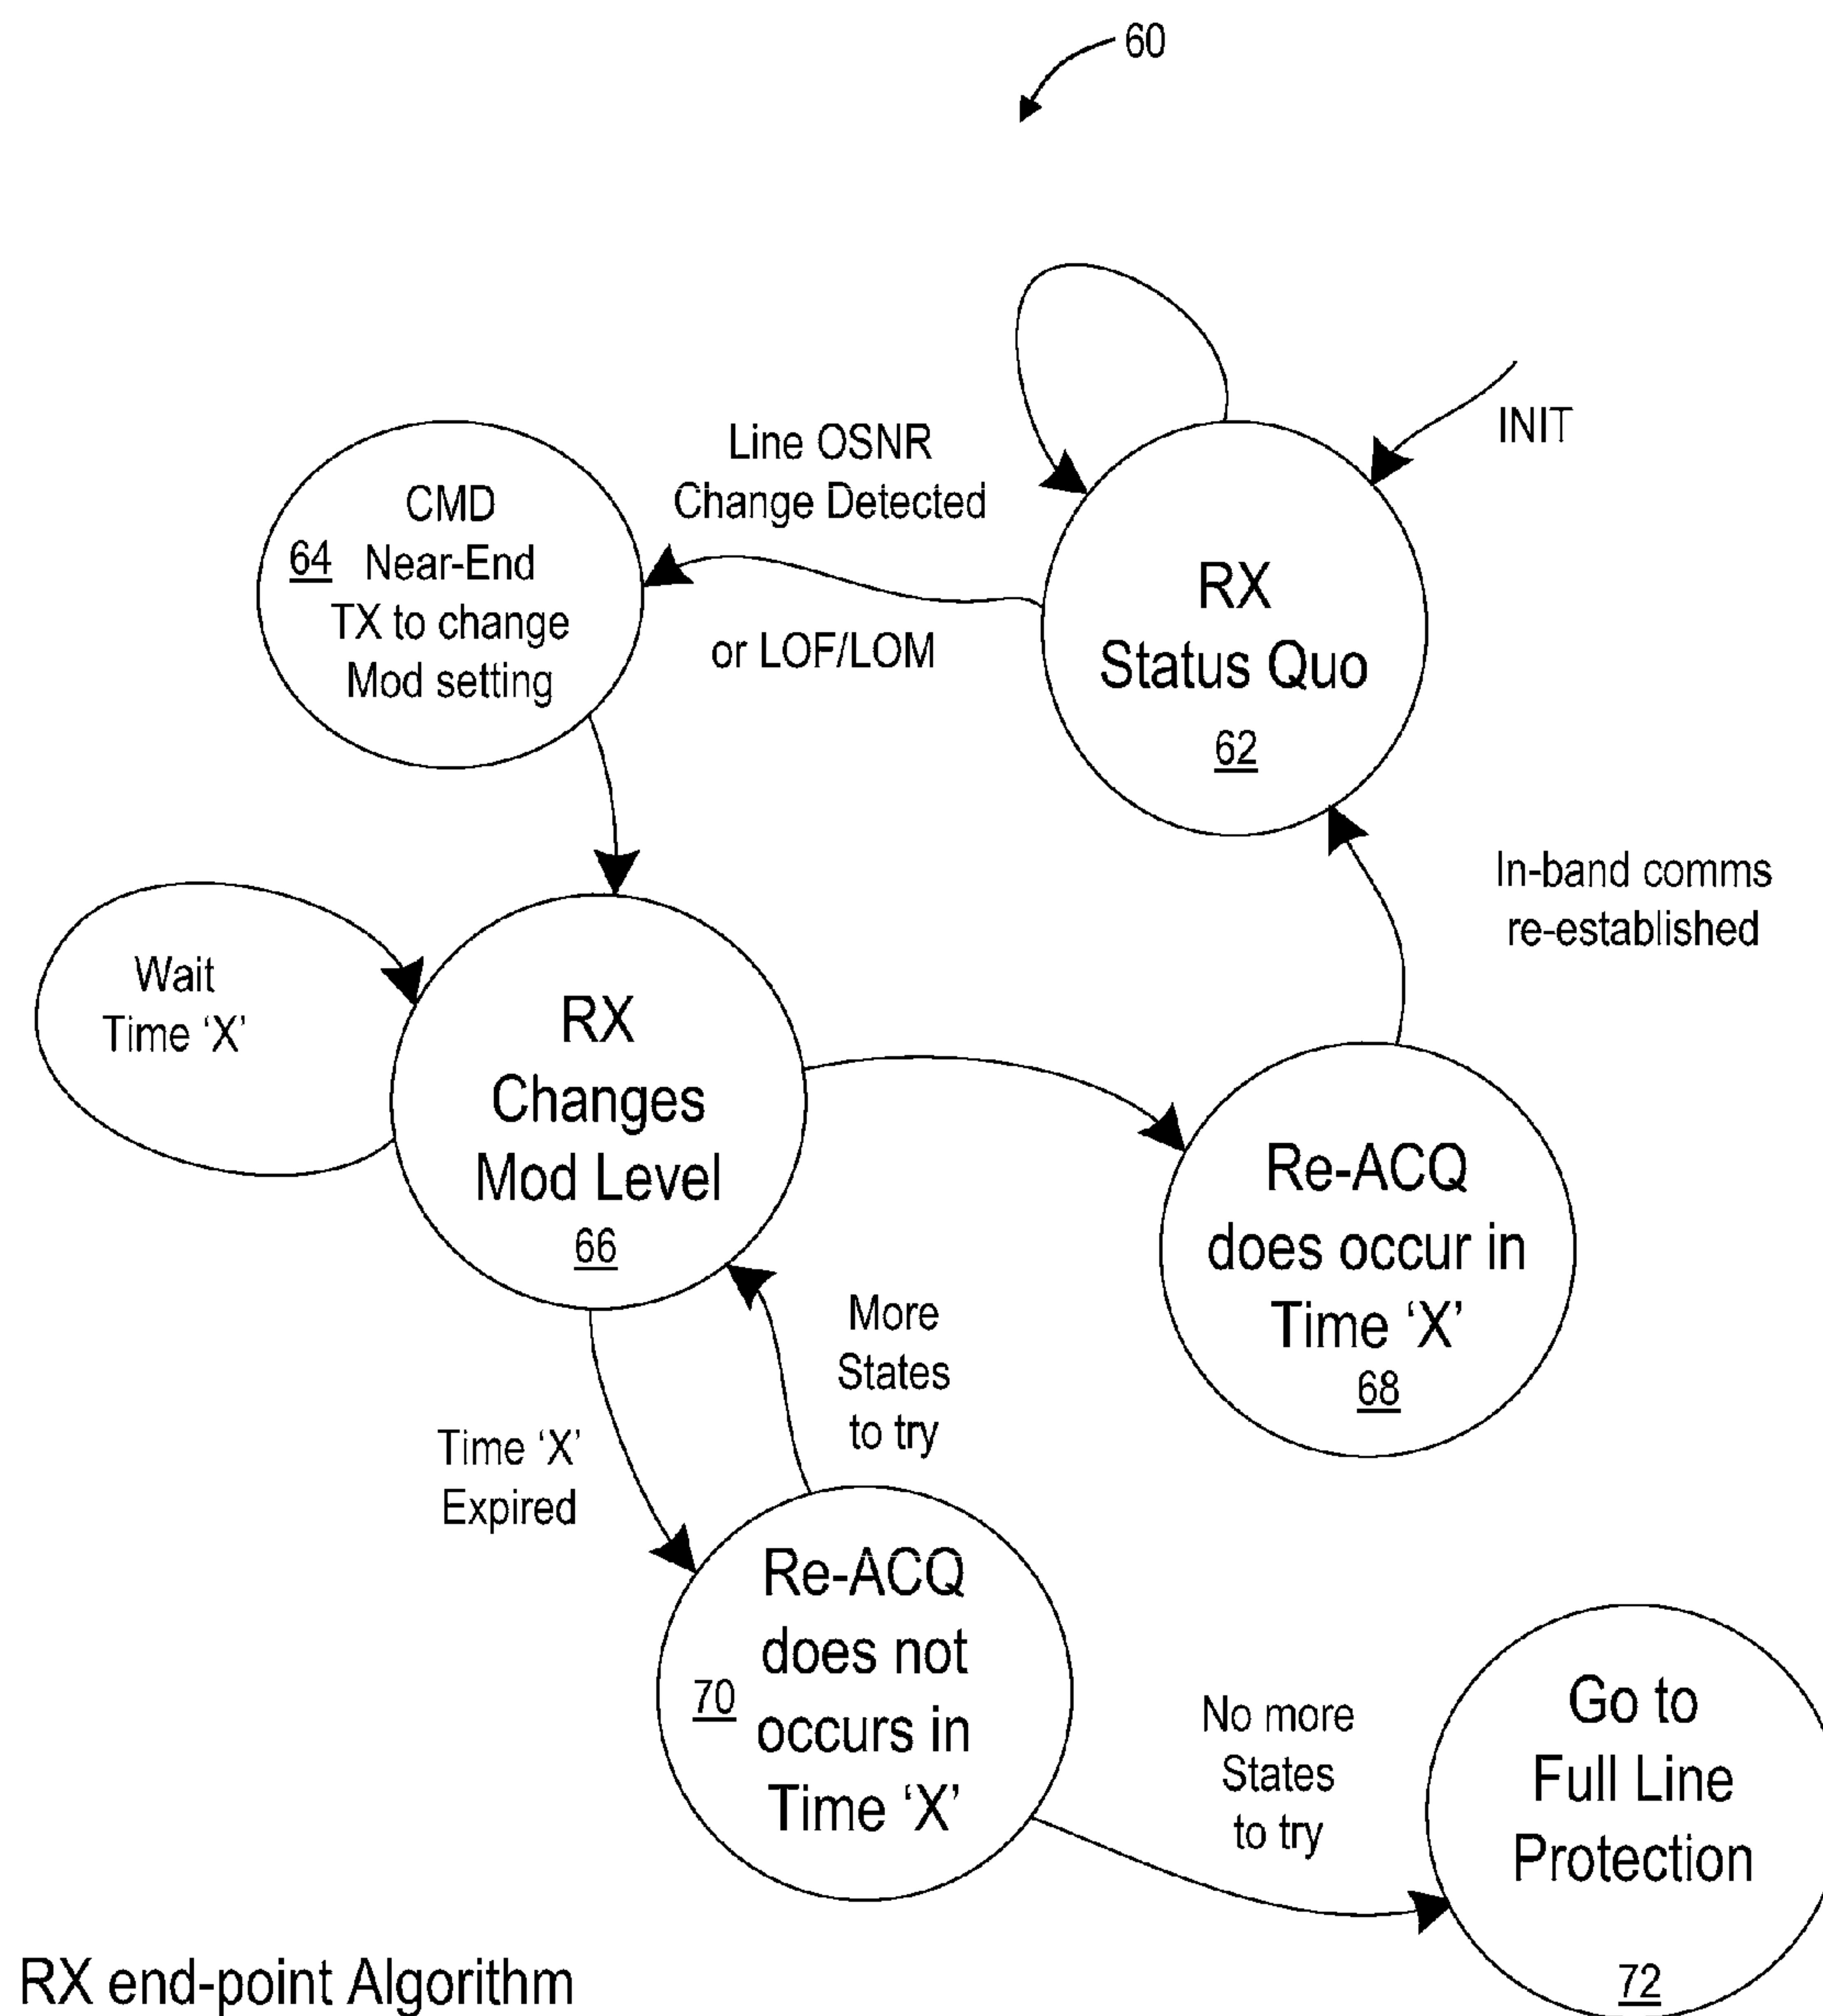 60
INIT
Line OSNR
Change Detected
or LOF/LOM
CMD
64 Near-End
TX to change
Mod setting
RX
Status Quo
62
In-band comms
re-established
Wait
Time ‘X’
RX
Changes
Mod Level
66
Re-ACQ
does occur in
Time ‘X’
68
More
States
to try
Time ‘X’
Expired
Re-ACQ
does not
70
occurs in
Time ‘X’
No more
States
to try
Go to
Full Line
Protection
72
RX end-point Algorithm